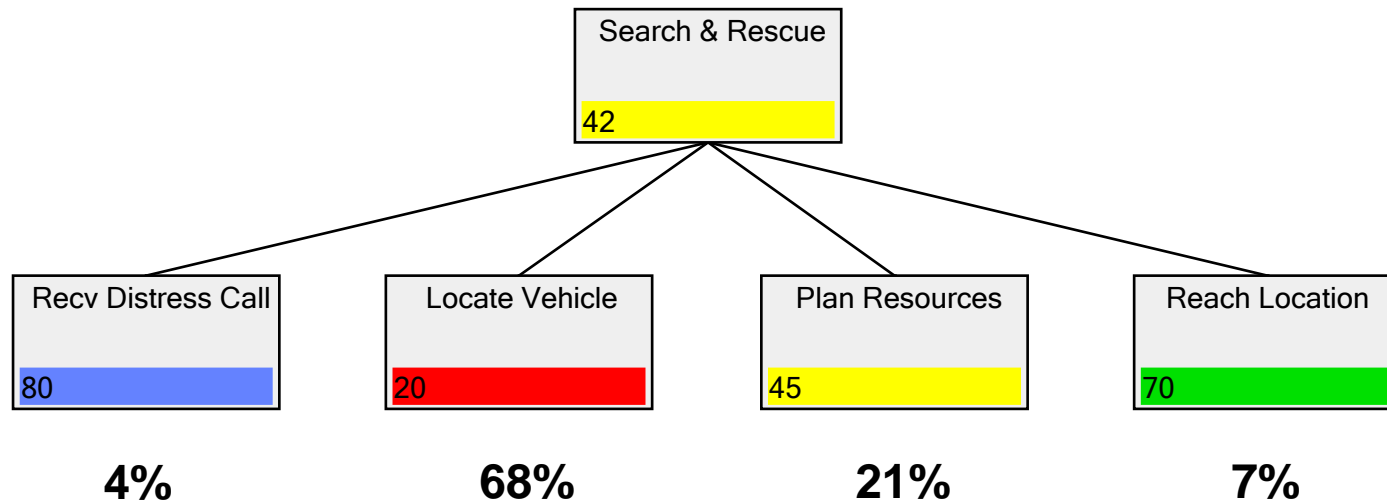 Search & Rescue
42
Recv Distress Call
80
Locate Vehicle
20
Plan Resources
45
Reach Location
70
4%
68%
21%
7%